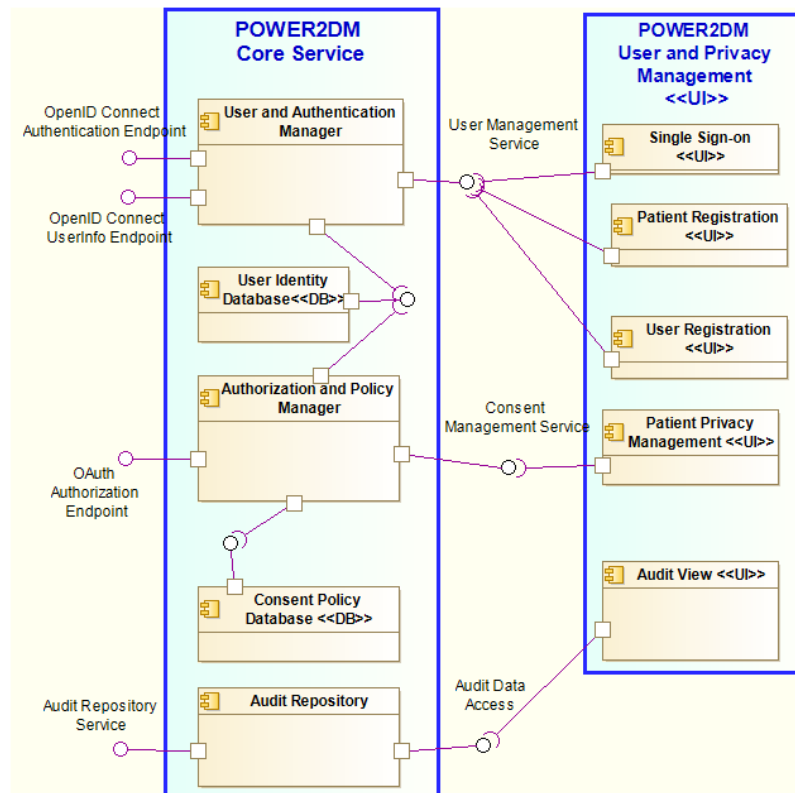 POWER2DM
Core Service
OpenID Connect
Authentication Endpoint
User and Authentication
Manager
OpenID Connect
UserInfo Endpoint
User Identity
Database<<DB>>
Authorization and Policy
Manager
OAuth
Authorization
Endpoint
Consent Policy
Database <<DB>>
Audit Repository
Service
Audit Repository
User Management
Service
Consent
Management Service
Audit Data
Access
POWER2DM
User and Privacy
Management
<<UI>>
Single Sign-on
<<UI>>
Patient Registration
<<UI>>
User Registration
<<UI>>
Patient Privacy
Management <<UI>>
Audit View <<UI>>